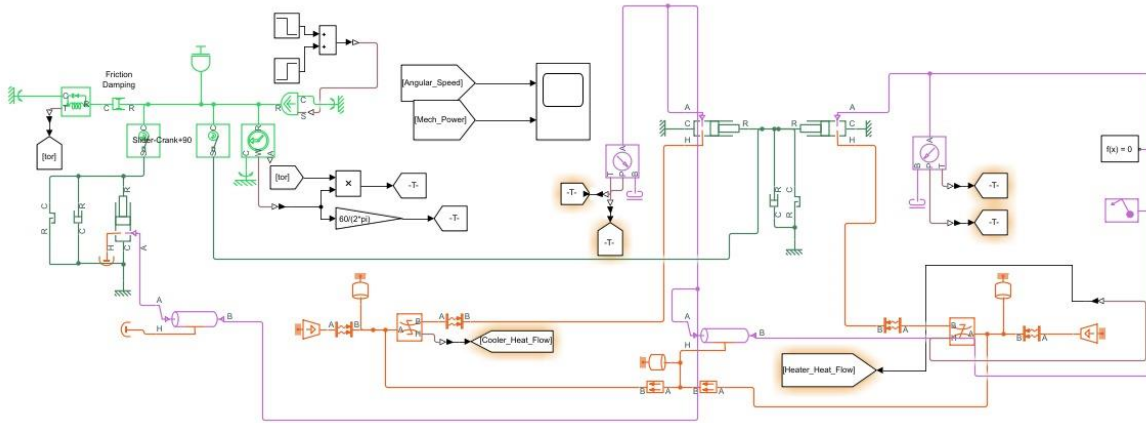 Friction
Damping
[Angular_Speed]
[Mech_Power]
Slider-Crank+90
[tor]
[tor]
×
-T-
60/(2*pi)
-T-
-T-
-T-
-T-
-T-
f(x) = 0
[Cooler_Heat_Flow]
[Heater_Heat_Flow]
A
A
C
R
R
C
H
H
C
R
C
R
C
S
R
C
R
C
R
H
C
A
A
B
H
A
B
A
B
A
B
H
A
B
B
A
B
A
B
A
B
A
T
P
B
A
B
P
T